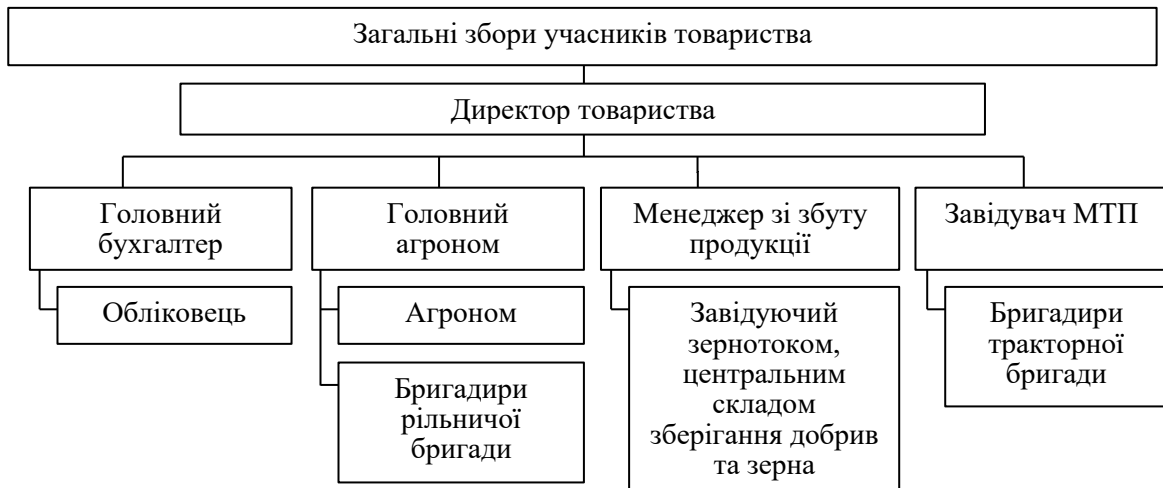 Загальні збори учасників товариства
Директор товариства
Головний
бухгалтер
Обліковець
Головний
агроном
Агроном
Бригадири
рільничої
бригади
Менеджер зі збуту
продукції
Завідуючий
зернотоком,
центральним
складом
зберігання добрив
та зерна
Завідувач МТП
Бригадири
тракторної
бригади